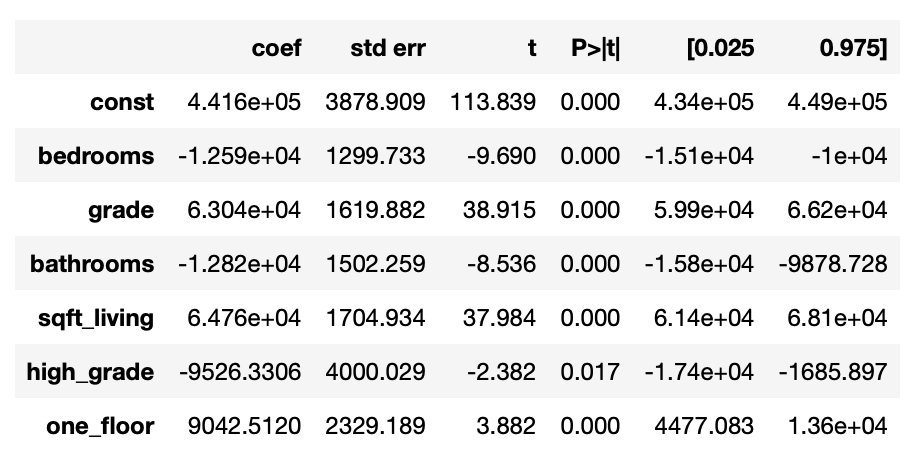 coef std err t P>|t| [0.025 0.975]
const 4.416e+05 3878.909 113.839 0.000 4.34e+05 4.49e+05
bedrooms -1.259e+04 1299.733 -9.690 0.000 -1.51e+04 -1e+04
grade 6.304e+04 1619.882 38.915 0.000 5.99e+04 6.62e+04
bathrooms -1.282e+04 1502.259 -8.536 0.000 -1.58e+04 -9878.728
sqft_living 6.476e+04 1704.934 37.984 0.000 6.14e+04 6.81e+04
high_grade -9526.3306 4000.029 -2.382 0.017 -1.74e+04 -1685.897
one_floor 9042.5120 2329.189 3.882 0.000 4477.083 1.36e+04